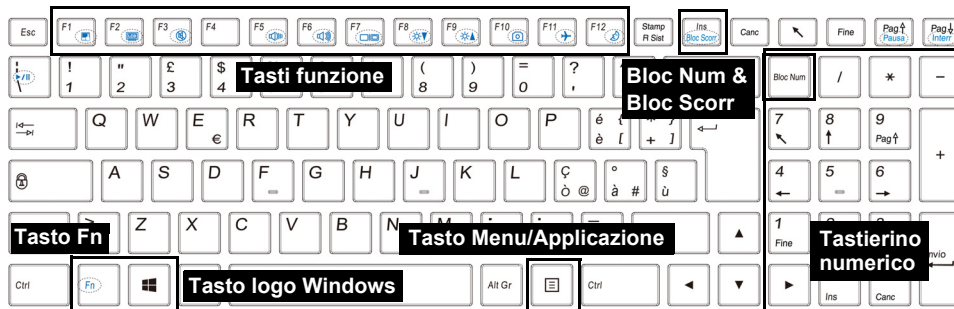 Esc F1 F2 F3 F4 F5 F6 F7 F8 F9 F10 F11 F12 Stamp R Sist Ins Bloc Scorr Canc Fine Pag Pausa Pag Interr
! 1 " 2 £ 3 $ 4 ( 8 ) 9 = 0 ? ' Bloc Num / * -
Tasti funzione
Bloc Num &
Bloc Scorr
Q W E € R T Y U I O P é è { [ * + ] 7 8 9 Pag +
A S D F G H J K L ç ò @ ° à # § ù 4 5 6
Tasto Fn
> Z X C V B N M 1 Fine
Tasto Menu/Applicazione
Tastierino
numerico
Ctrl Fn
Tasto logo Windows
Alt Gr Ctrl Ins Canc